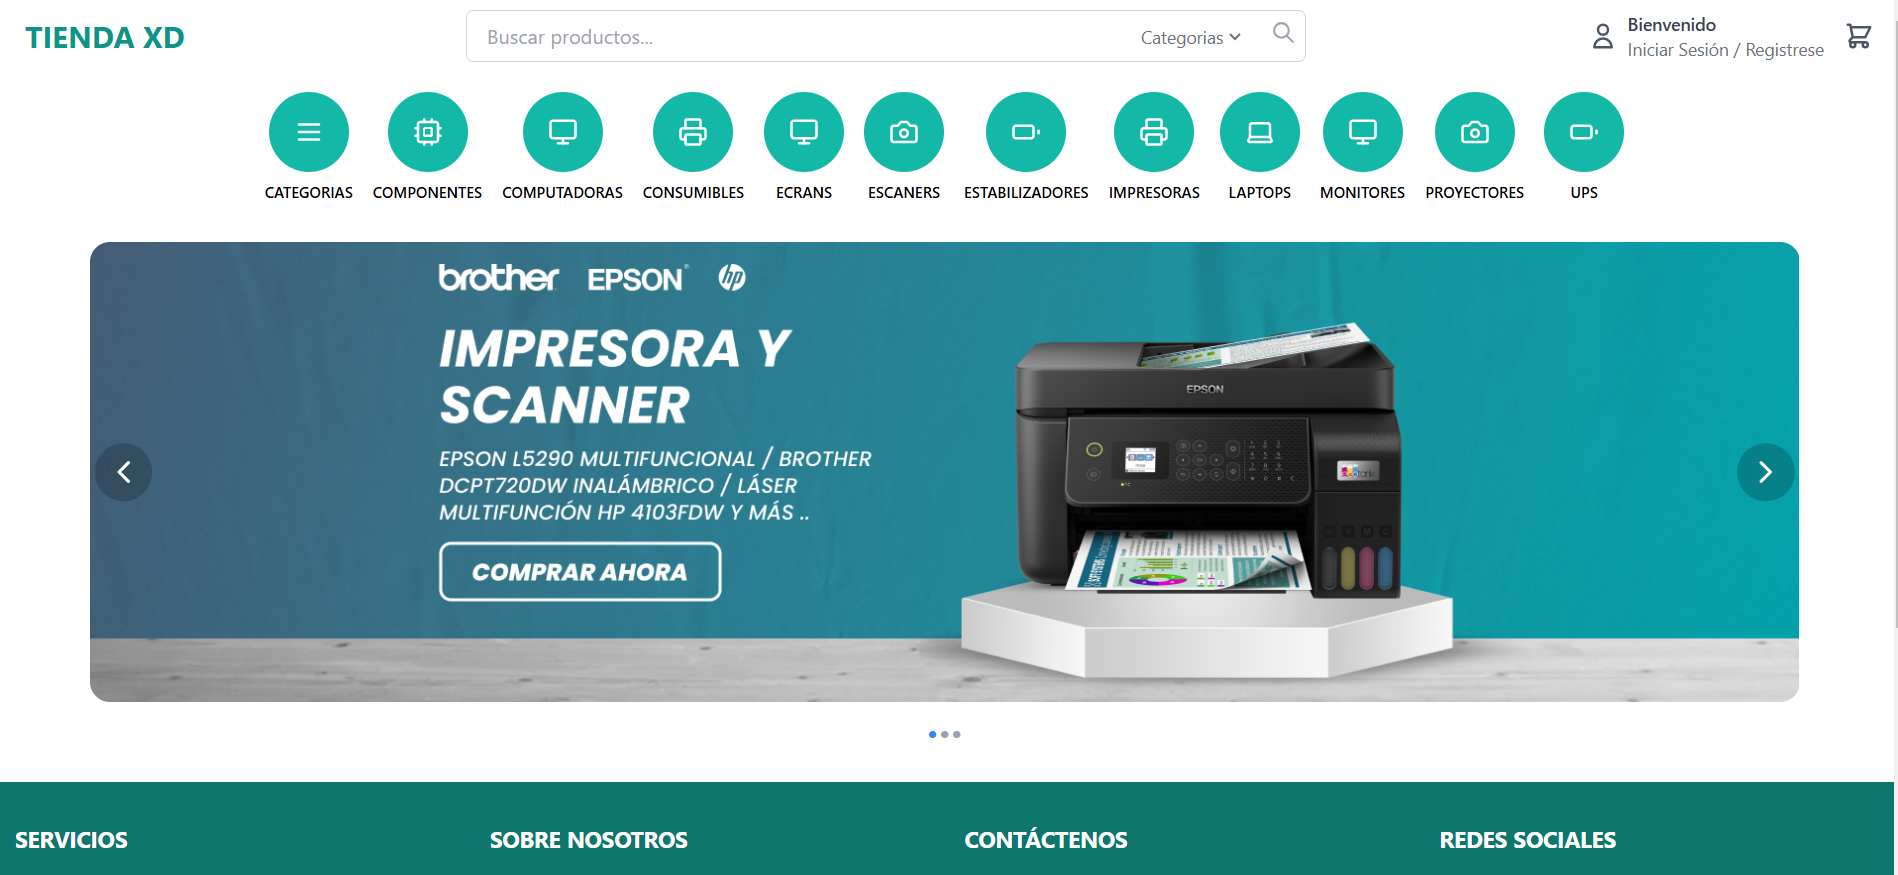 TIENDA XD
Buscar productos...
Categorias
Bienvenido
Iniciar Sesión / Registrese
CATEGORIAS
COMPONENTES
COMPUTADORAS
CONSUMIBLES
ECRANS
ESCANERS
ESTABILIZADORES
IMPRESORAS
LAPTOPS
MONITORES
PROYECTORES
UPS
brother EPSON hp
IMPRESORA Y
SCANNER
EPSON L5290 MULTIFUNCIONAL / BROTHER
DCPT720DW INALÁMBRICO / LÁSER
MULTIFUNCIÓN HP 4103FDW Y MÁS ..
COMPRAR AHORA
EPSON
SERVICIOS
SOBRE NOSOTROS
CONTÁCTENOS
REDES SOCIALES